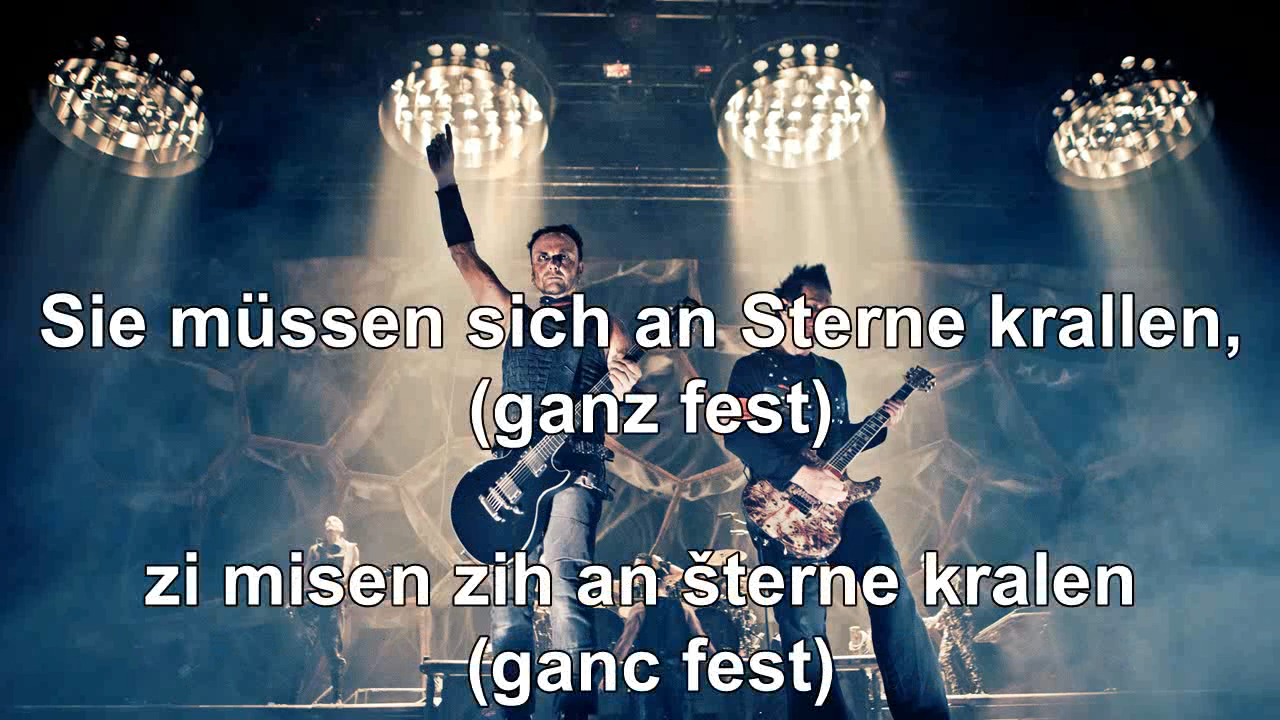 Sie müssen sich an Sterne krallen,
(ganz fest)
zi misen zih an šterne kralen
(ganc fest)